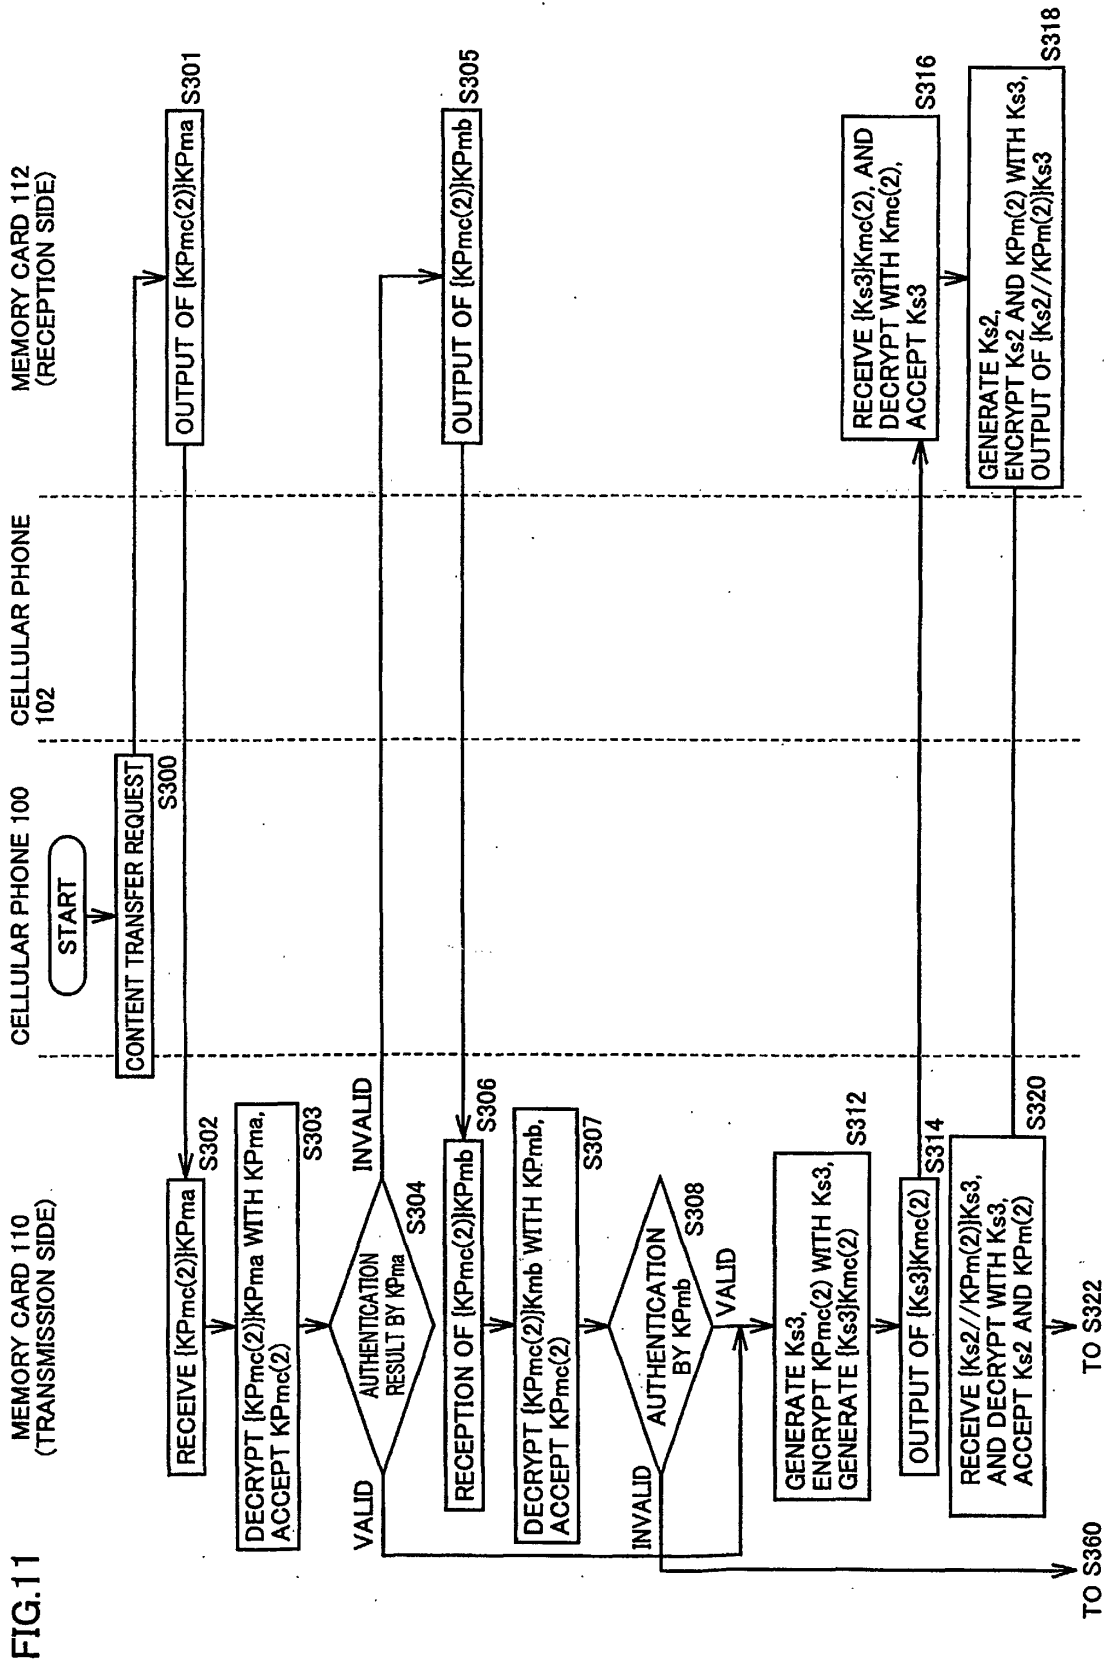 FIG.11
MEMORY CARD 110
(TRANSMISSION SIDE)
CELLULAR PHONE 100
CELLULAR PHONE
102
MEMORY CARD 112
(RECEPTION SIDE)
START
CONTENT TRANSFER REQUEST
S300
OUTPUT OF {KPmc(2)}KPma
S301
RECEIVE {KPmc(2)}KPma
S302
DECRYPT {KPmc(2)}KPma WITH KPma,
ACCEPT KPmc(2)
S303
AUTHENTICATION
RESULT BY KPma
S304
VALID
INVALID
OUTPUT OF {KPmc(2)}KPmb
S305
RECEPTION OF {KPmc(2)}KPmb
S306
DECRYPT {KPmc(2)}Kmb WITH KPmb,
ACCEPT KPmc(2)
S307
AUTHENTICATION
BY KPmb
S308
INVALID
VALID
GENERATE Ks3,
ENCRYPT KPmc(2) WITH Ks3,
GENERATE {Ks3}Kmc(2)
S312
OUTPUT OF {Ks3}Kmc(2)
S314
RECEIVE {Ks3}Kmc(2), AND
DECRYPT WITH Kmc(2),
ACCEPT Ks3
S316
GENERATE Ks2,
ENCRYPT Ks2 AND KPm(2) WITH Ks3,
OUTPUT OF {Ks2//KPm(2)}Ks3
S318
RECEIVE {Ks2//KPm(2)}Ks3,
AND DECRYPT WITH Ks3,
ACCEPT Ks2 AND KPm(2)
S320
TO S360
TO S322